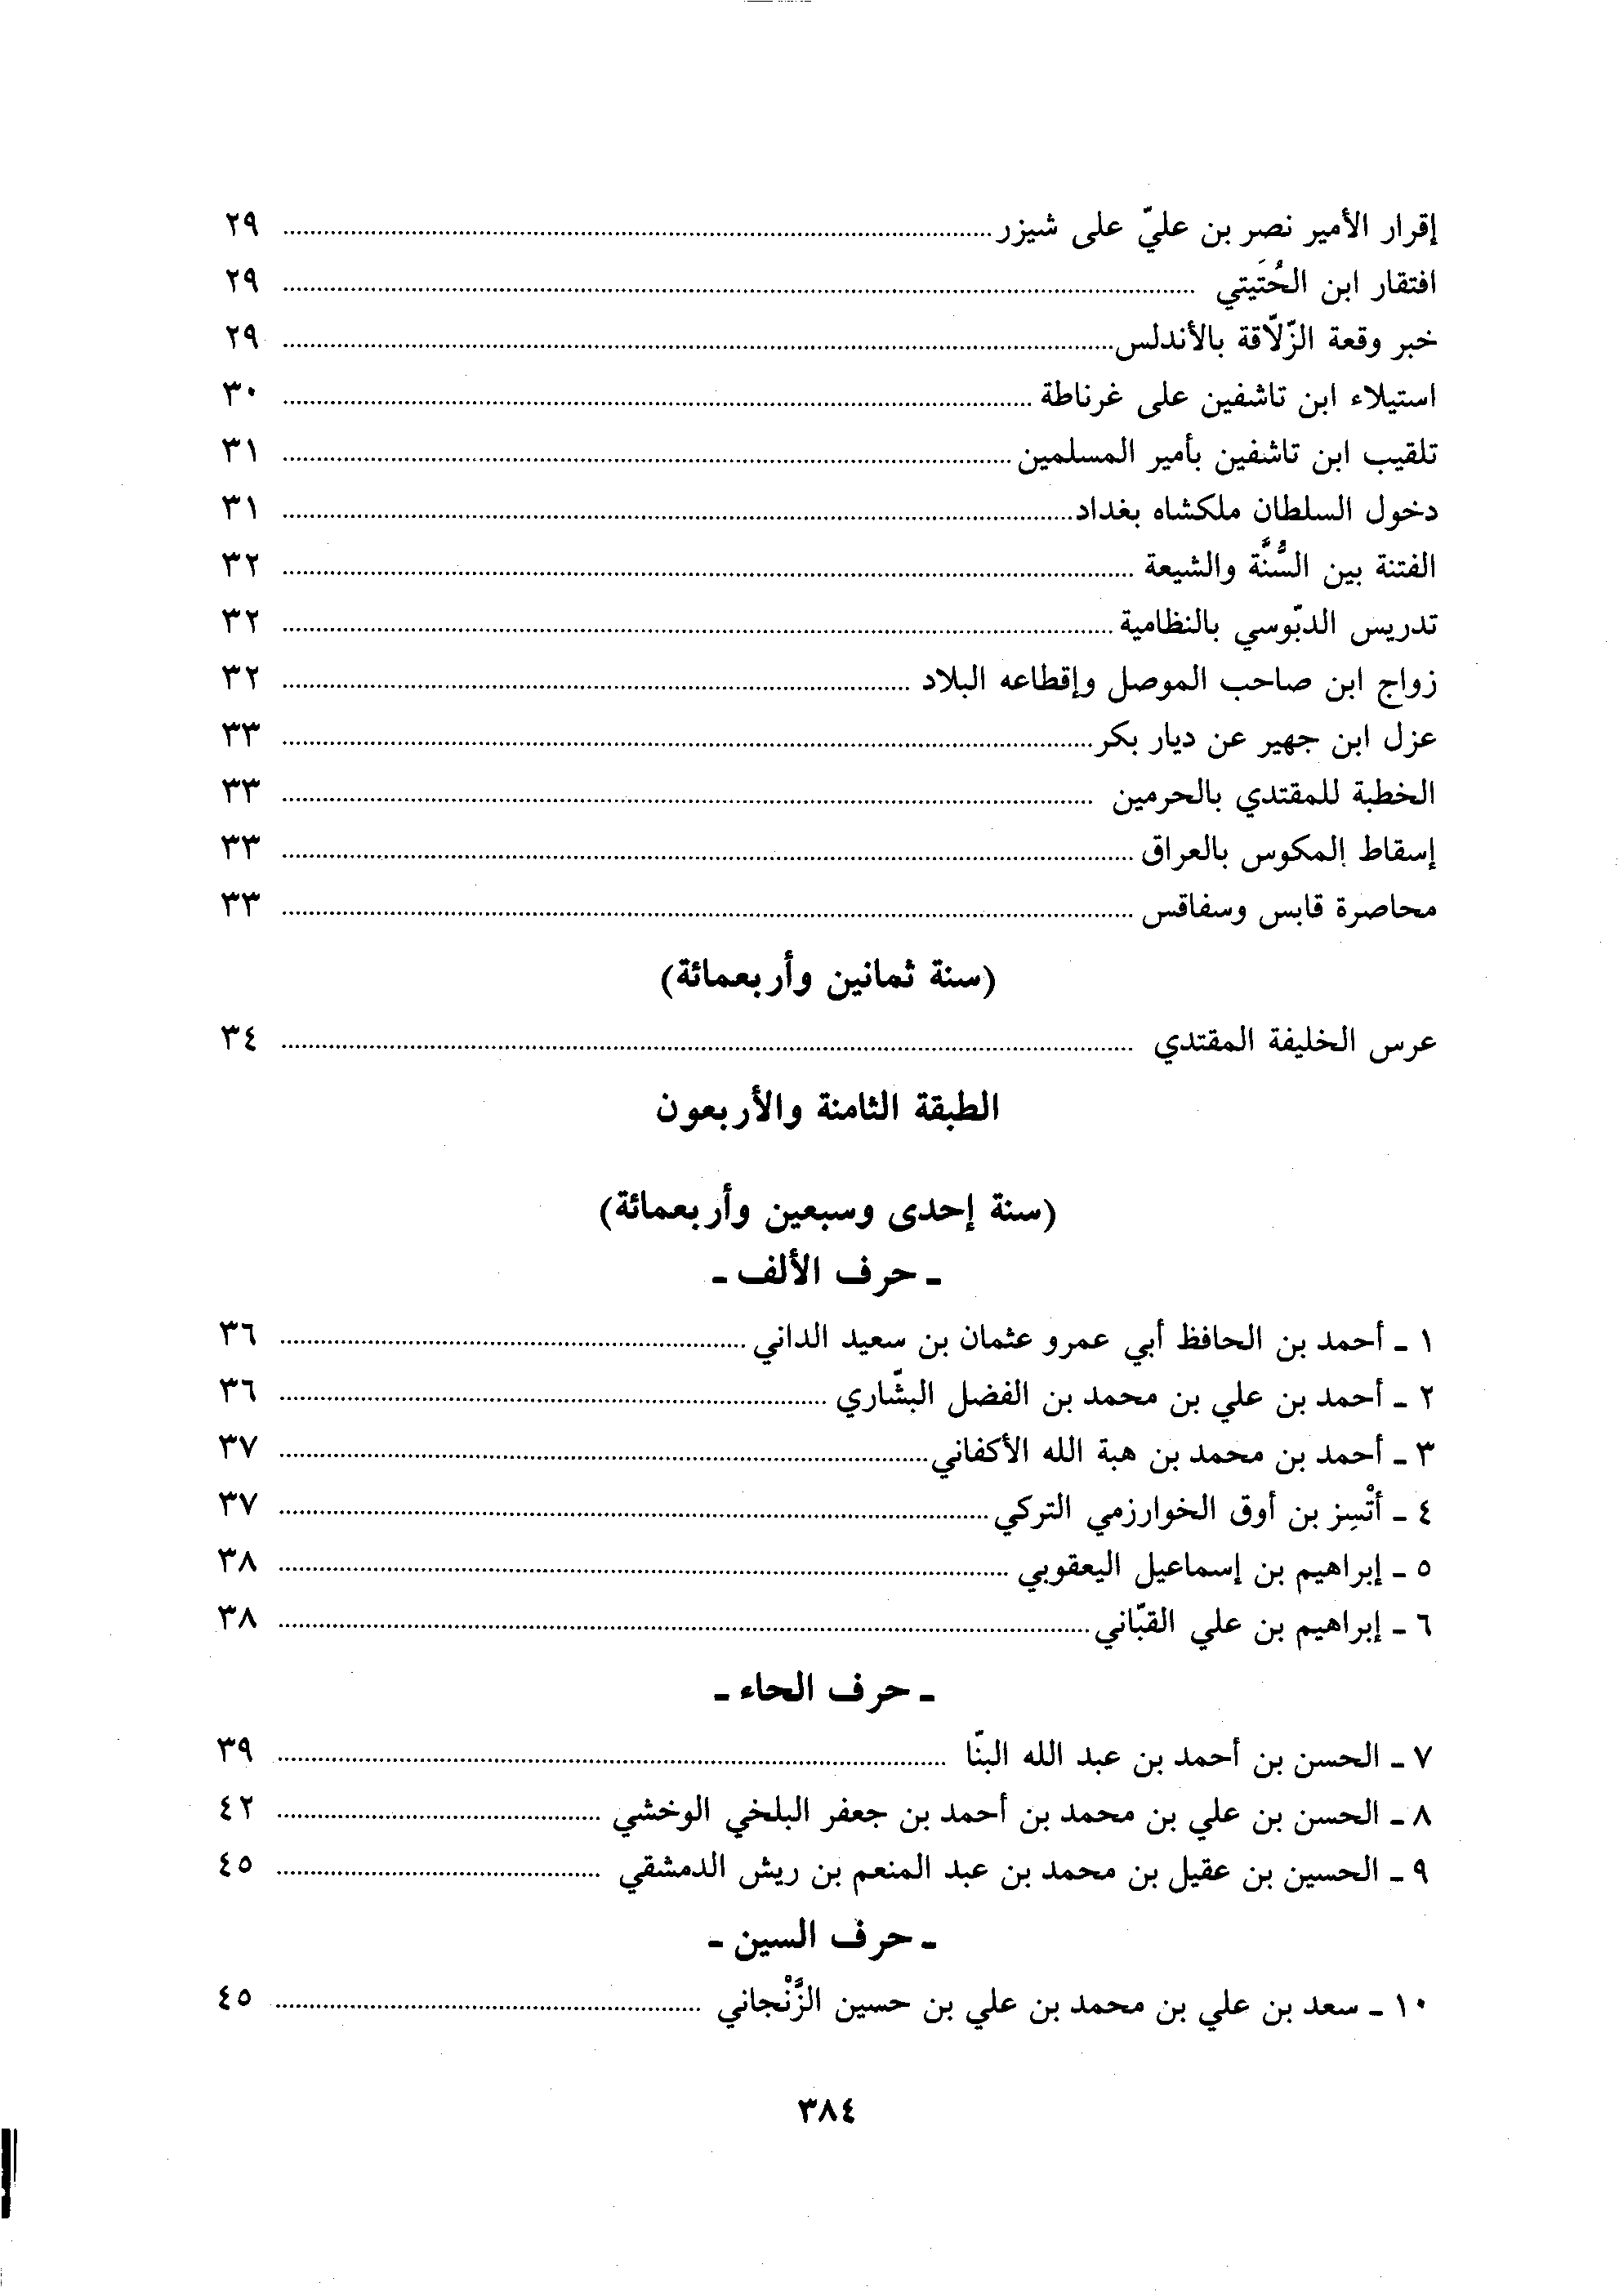 إقرار الأمير نصر بن عليّ على شيزر ........ ٢٩
افتقار ابن الحُتَيتي ........ ٢٩
خبر وقعة الزّلاّقة بالأندلس ........ ٢٩
استيلاء ابن تاشفين على غرناطة ........ ٣٠
تلقيب ابن تاشفين بأمير المسلمين ........ ٣١
دخول السلطان ملكشاه بغداد ........ ٣١
الفتنة بين السُّنَّة والشيعة ........ ٣٢
تدريس الدبّوسي بالنظامية ........ ٣٢
زواج ابن صاحب الموصل وإقطاعه البلاد ........ ٣٢
عزل ابن جهير عن ديار بكر ........ ٣٣
الخطبة للمقتدي بالحرمين ........ ٣٣
إسقاط المكوس بالعراق ........ ٣٣
محاصرة قابس وسفاقس ........ ٣٣
(سنة ثمانين وأربعمائة)
عرس الخليفة المقتدي ........ ٣٤
الطبقة الثامنة والأربعون
(سنة إحدى وسبعين وأربعمائة)
ـ حرف الألف ـ
١ ـ أحمد بن الحافظ أبي عمرو عثمان بن سعيد الداني ........ ٣٦
٢ ـ أحمد بن علي بن محمد بن الفضل البشّاري ........ ٣٦
٣ ـ أحمد بن محمد بن هبة الله الأكفاني ........ ٣٧
٤ ـ أتْسِز بن أوق الخوارزمي التركي ........ ٣٧
٥ ـ إبراهيم بن إسماعيل اليعقوبي ........ ٣٨
٦ ـ إبراهيم بن علي القبّاني ........ ٣٨
ـ حرف الحاء ـ
٧ ـ الحسن بن أحمد بن عبد الله البنّا ........ ٣٩
٨ ـ الحسن بن علي بن محمد بن أحمد بن جعفر البلخي الوخشي ........ ٤٢
٩ ـ الحسين بن عقيل بن محمد بن عبد المنعم بن ريش الدمشقي ........ ٤٥
ـ حرف السين ـ
١٠ ـ سعد بن علي بن محمد بن علي بن حسين الزَّنْجاني ........ ٤٥
٣٨٤